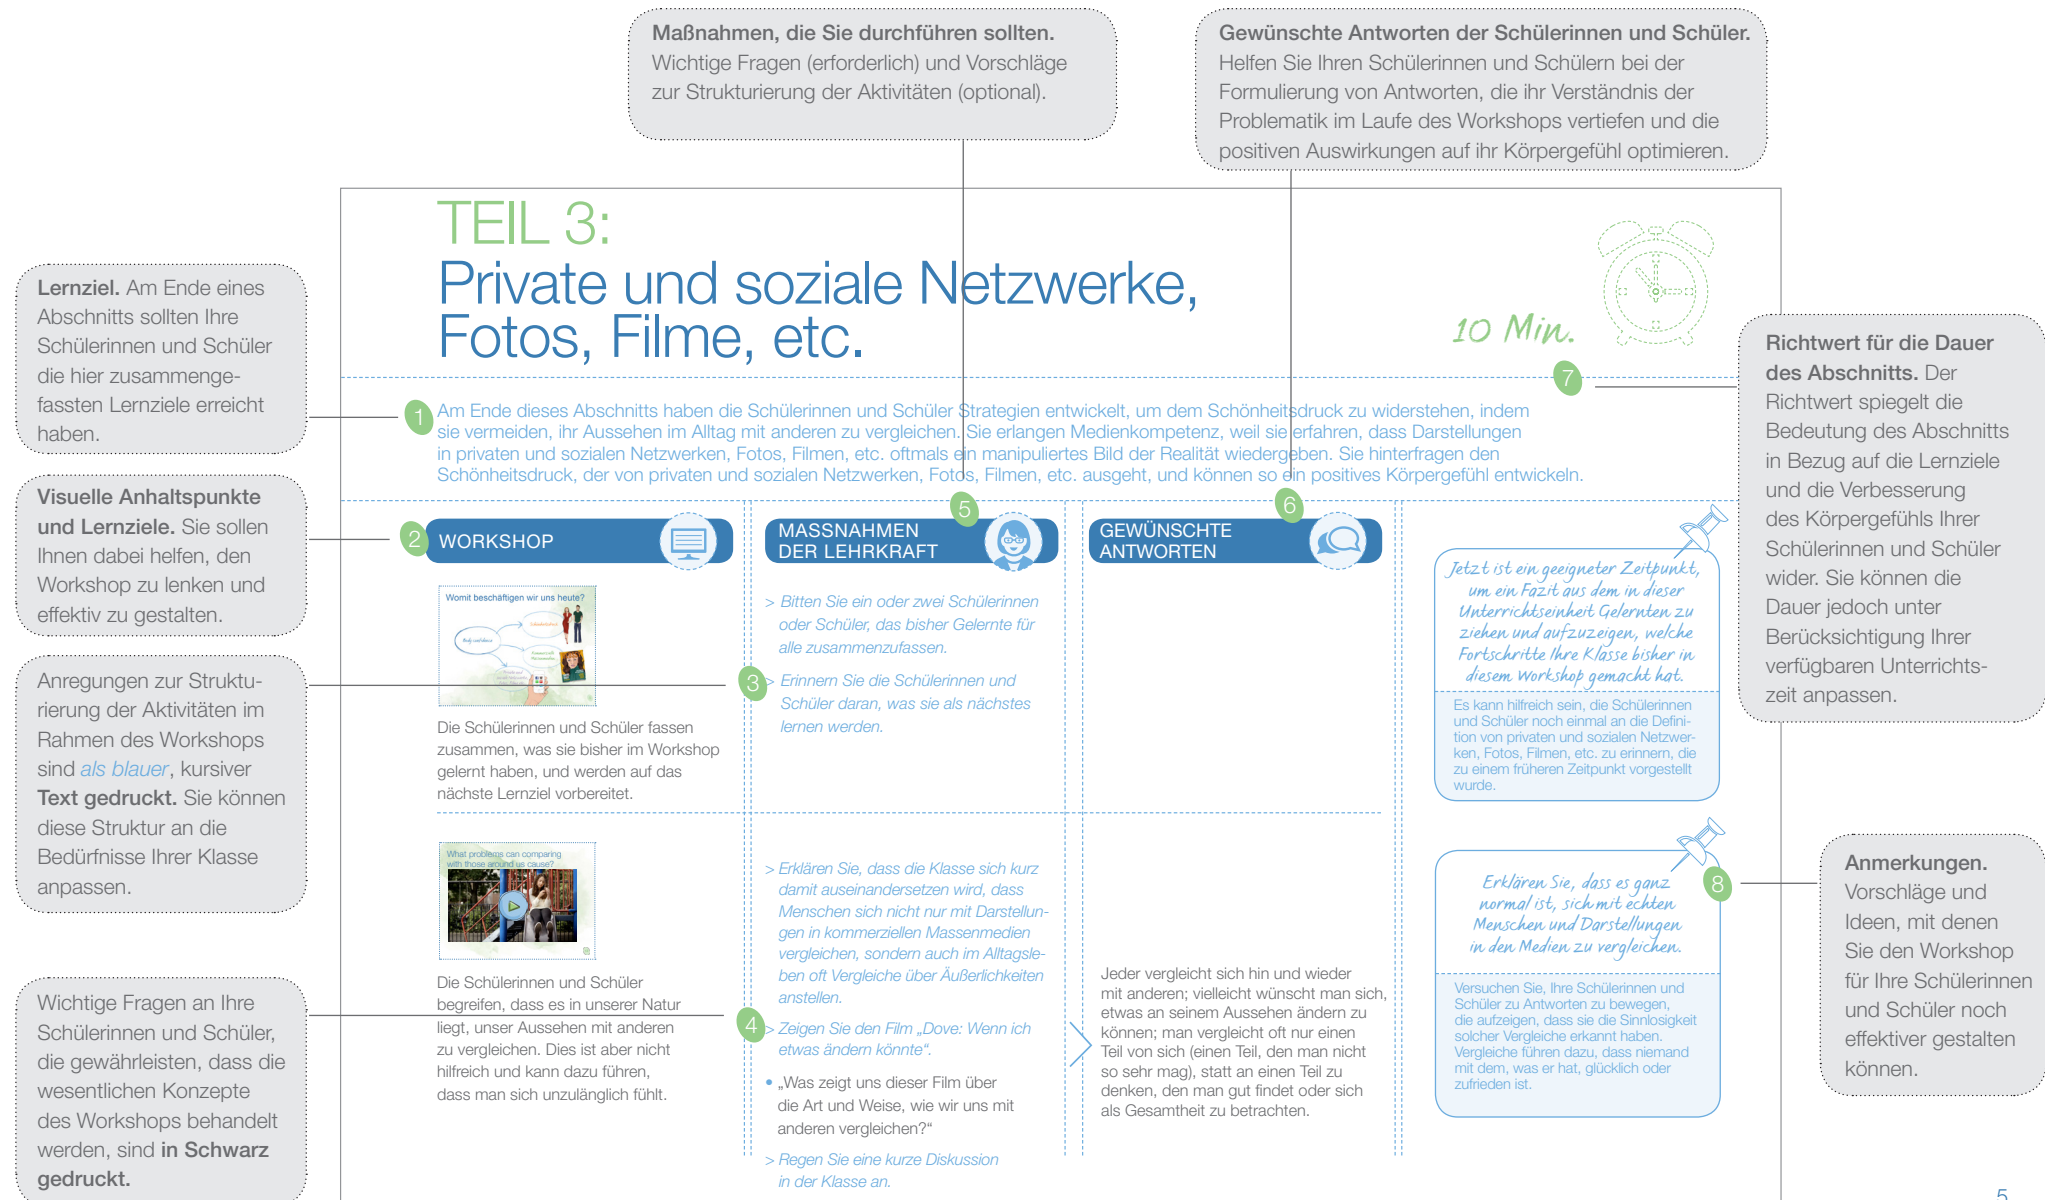 Maßnahmen, die Sie durchführen sollten.
Wichtige Fragen (erforderlich) und Vorschläge
zur Strukturierung der Aktivitäten (optional).
Gewünschte Antworten der Schülerinnen und Schüler.
Helfen Sie Ihren Schülerinnen und Schülern bei der
Formulierung von Antworten, die ihr Verständnis der
Problematik im Laufe des Workshops vertiefen und die
positiven Auswirkungen auf ihr Körpergefühl optimieren.
Lernziel. Am Ende eines
Abschnitts sollten Ihre
Schülerinnen und Schüler
die hier zusammenge-
fassten Lernziele erreicht
haben.
Visuelle Anhaltspunkte
und Lernziele. Sie sollen
Ihnen dabei helfen, den
Workshop zu lenken und
effektiv zu gestalten.
Anregungen zur Struktu-
rierung der Aktivitäten im
Rahmen des Workshops
sind als blauer, kursiver
Text gedruckt. Sie können
diese Struktur an die
Bedürfnisse Ihrer Klasse
anpassen.
Wichtige Fragen an Ihre
Schülerinnen und Schüler,
die gewährleisten, dass die
wesentlichen Konzepte
des Workshops behandelt
werden, sind in Schwarz
gedruckt.
TEIL 3:
Private und soziale Netzwerke,
Fotos, Filme, etc.
10 Min.
7
1
Am Ende dieses Abschnitts haben die Schülerinnen und Schüler Strategien entwickelt, um dem Schönheitsdruck zu widerstehen, indem
sie vermeiden, ihr Aussehen im Alltag mit anderen zu vergleichen. Sie erlangen Medienkompetenz, weil sie erfahren, dass Darstellungen
in privaten und sozialen Netzwerken, Fotos, Filmen, etc. oftmals ein manipuliertes Bild der Realität wiedergeben. Sie hinterfragen den
Schönheitsdruck, der von privaten und sozialen Netzwerken, Fotos, Filmen, etc. ausgeht, und können so ein positives Körpergefühl entwickeln.
2
WORKSHOP
Womit beschäftigen wir uns heute?
Die Schülerinnen und Schüler fassen
zusammen, was sie bisher im Workshop
gelernt haben, und werden auf das
nächste Lernziel vorbereitet.
What problems can comparing
with those around us cause?
Die Schülerinnen und Schüler
begreifen, dass es in unserer Natur
liegt, unser Aussehen mit anderen
zu vergleichen. Dies ist aber nicht
hilfreich und kann dazu führen,
dass man sich unzulänglich fühlt.
5
MASSNAHMEN
DER LEHRKRAFT
> Bitten Sie ein oder zwei Schülerinnen
oder Schüler, das bisher Gelernte für
alle zusammenzufassen.
3
> Erinnern Sie die Schülerinnen und
Schüler daran, was sie als nächstes
lernen werden.
> Erklären Sie, dass die Klasse sich kurz
damit auseinandersetzen wird, dass
Menschen sich nicht nur mit Darstellun-
gen in kommerziellen Massenmedien
vergleichen, sondern auch im Alltagsle-
ben oft Vergleiche über Äußerlichkeiten
anstellen.
4
> Zeigen Sie den Film „Dove: Wenn ich
etwas ändern könnte“.
• „Was zeigt uns dieser Film über
die Art und Weise, wie wir uns mit
anderen vergleichen?“
> Regen Sie eine kurze Diskussion
in der Klasse an.
6
GEWÜNSCHTE
ANTWORTEN
Jeder vergleicht sich hin und wieder
mit anderen; vielleicht wünscht man sich,
etwas an seinem Aussehen ändern zu
können; man vergleicht oft nur einen
Teil von sich (einen Teil, den man nicht
so sehr mag), statt an einen Teil zu
denken, den man gut findet oder sich
als Gesamtheit zu betrachten.
Jetzt ist ein geeigneter Zeitpunkt,
um ein Fazit aus dem in dieser
Unterrichtseinheit Gelernten zu
ziehen und aufzuzeigen, welche
Fortschritte Ihre Klasse bisher in
diesem Workshop gemacht hat.
Es kann hilfreich sein, die Schülerinnen
und Schüler noch einmal an die Defini-
tion von privaten und sozialen Netzwer-
ken, Fotos, Filmen, etc. zu erinnern, die
zu einem früheren Zeitpunkt vorgestellt
wurde.
8
Erklären Sie, dass es ganz
normal ist, sich mit echten
Menschen und Darstellungen
in den Medien zu vergleichen.
Versuchen Sie, Ihre Schülerinnen und
Schüler zu Antworten zu bewegen,
die aufzeigen, dass sie die Sinnlosigkeit
solcher Vergleiche erkannt haben.
Vergleiche führen dazu, dass niemand
mit dem, was er hat, glücklich oder
zufrieden ist.
Richtwert für die Dauer
des Abschnitts. Der
Richtwert spiegelt die
Bedeutung des Abschnitts
in Bezug auf die Lernziele
und die Verbesserung
des Körpergefühls Ihrer
Schülerinnen und Schüler
wider. Sie können die
Dauer jedoch unter
Berücksichtigung Ihrer
verfügbaren Unterrichts-
zeit anpassen.
Anmerkungen.
Vorschläge und
Ideen, mit denen
Sie den Workshop
für Ihre Schülerinnen
und Schüler noch
effektiver gestalten
können.
5